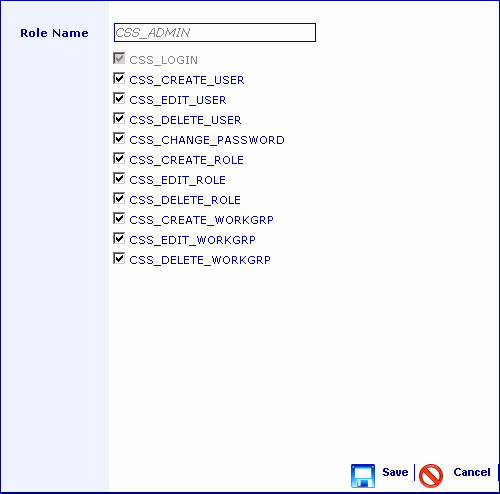 Role Name CSS_ADMIN
CSS_LOGIN
CSS_CREATE_USER
CSS_EDIT_USER
CSS_DELETE_USER
CSS_CHANGE_PASSWORD
CSS_CREATE_ROLE
CSS_EDIT_ROLE
CSS_DELETE_ROLE
CSS_CREATE_WORKGRP
CSS_EDIT_WORKGRP
CSS_DELETE_WORKGRP
Save Cancel